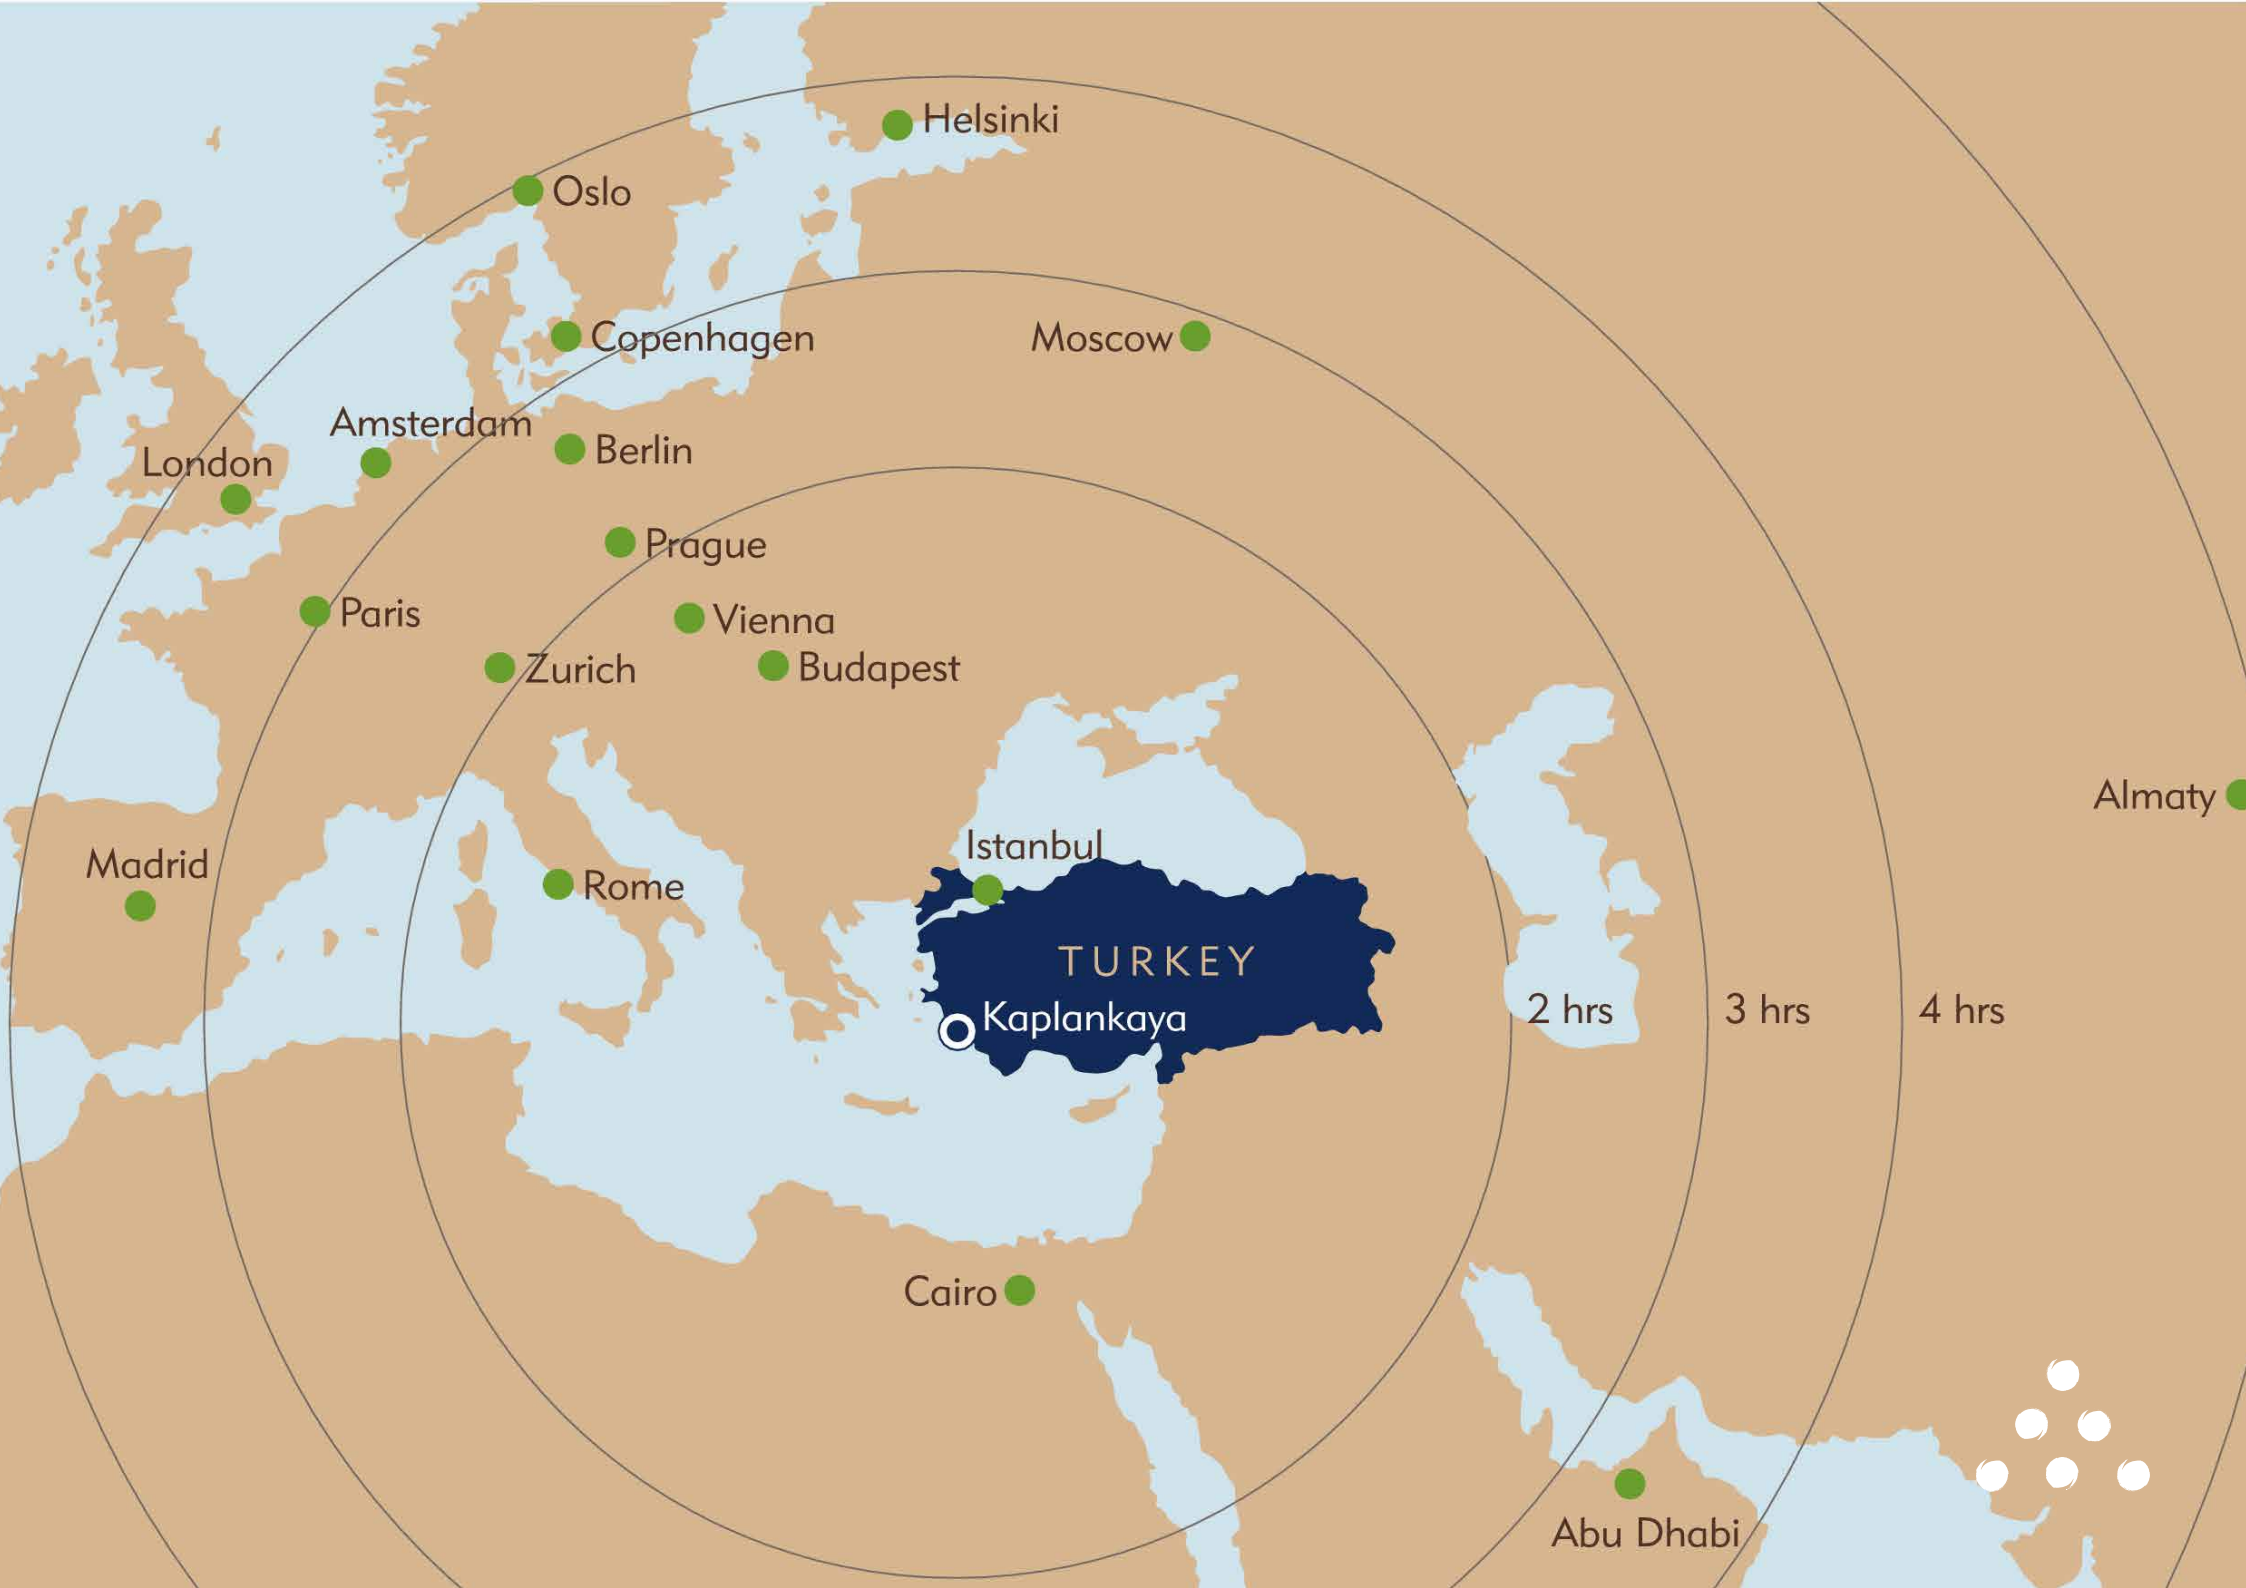 Helsinki
Oslo
Copenhagen
Moscow
Amsterdam
Berlin
London
Prague
Paris
Vienna
Zurich
Budapest
Almaty
Istanbul
Madrid
Rome
TURKEY
Kaplankaya
2 hrs
3 hrs
4 hrs
Cairo
Abu Dhabi